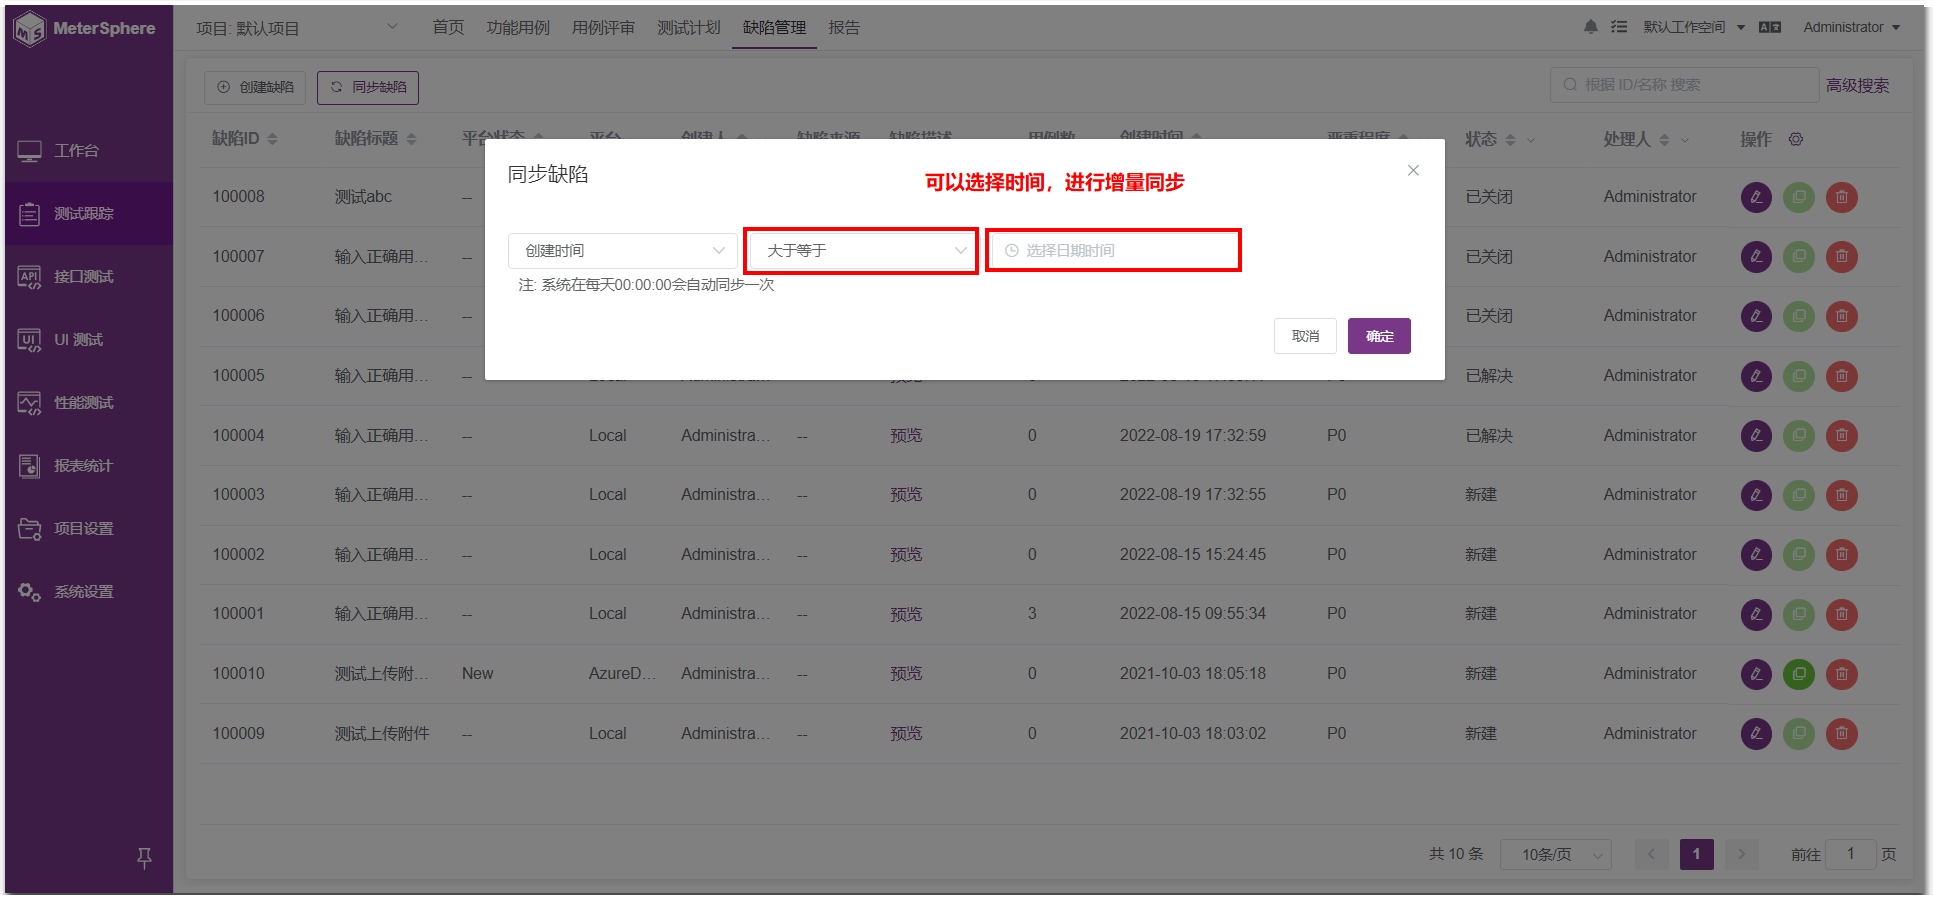 MeterSphere
项目: 默认项目
首页 功能用例 用例评审 测试计划 缺陷管理 报告
默认工作空间
Administrator
创建缺陷 同步缺陷
根据 ID/名称 搜索
高级搜索
工作台
测试跟踪
接口测试
UI 测试
性能测试
报表统计
项目设置
系统设置
缺陷ID 缺陷标题 平台状态 平台 创建人 缺陷来源 缺陷描述 用例数 创建时间 严重程度 状态 处理人 操作
同步缺陷
可以选择时间，进行增量同步
创建时间 大于等于 选择日期时间
注: 系统在每天00:00:00会自动同步一次
取消 确定
100008 测试abc -- 已关闭 Administrator
100007 输入正确用... -- 已关闭 Administrator
100006 输入正确用... -- 已关闭 Administrator
100005 输入正确用... -- 已解决 Administrator
100004 输入正确用... -- Local Administra... -- 预览 0 2022-08-19 17:32:59 P0 已解决 Administrator
100003 输入正确用... -- Local Administra... -- 预览 0 2022-08-19 17:32:55 P0 新建 Administrator
100002 输入正确用... -- Local Administra... -- 预览 0 2022-08-15 15:24:45 P0 新建 Administrator
100001 输入正确用... -- Local Administra... -- 预览 3 2022-08-15 09:55:34 P0 新建 Administrator
100010 测试上传附... New AzureD... Administra... -- 预览 0 2021-10-03 18:05:18 P0 新建 Administrator
100009 测试上传附件 -- Local Administra... -- 预览 0 2021-10-03 18:03:02 P0 新建 Administrator
共 10 条 10条/页 1 前往 1 页